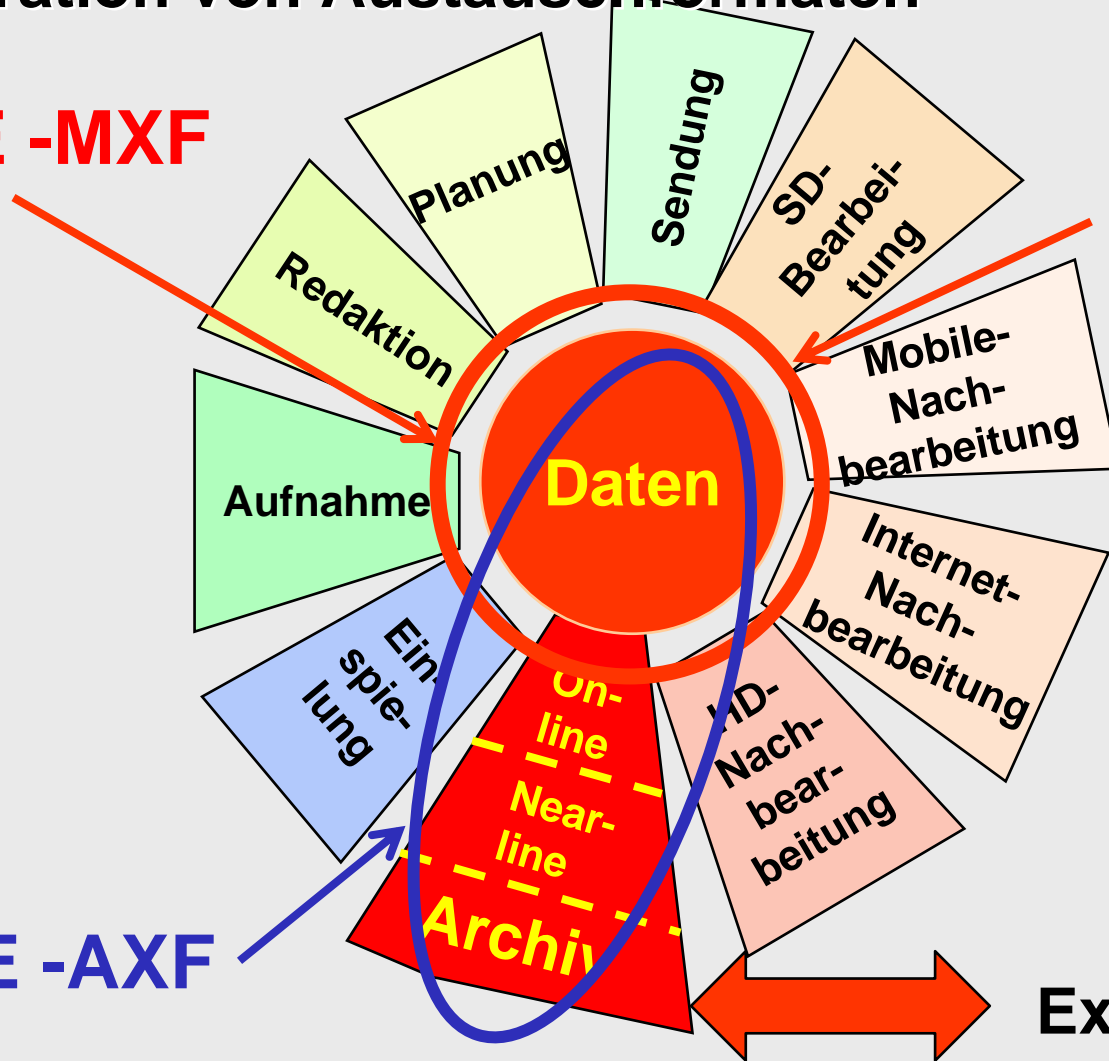 ration von Austauschformaten
E -MXF
Planung
Sendung
SD-
Bearbei-
tung
Redaktion
Mobile-
Nach-
bearbeitung
Aufnahme
Daten
Internet-
Nach-
bearbeitung
Ein-
spie-
lung
On-
line
Near-
line
Archiv
HD-
Nach-
bear-
beitung
E -AXF
Ex